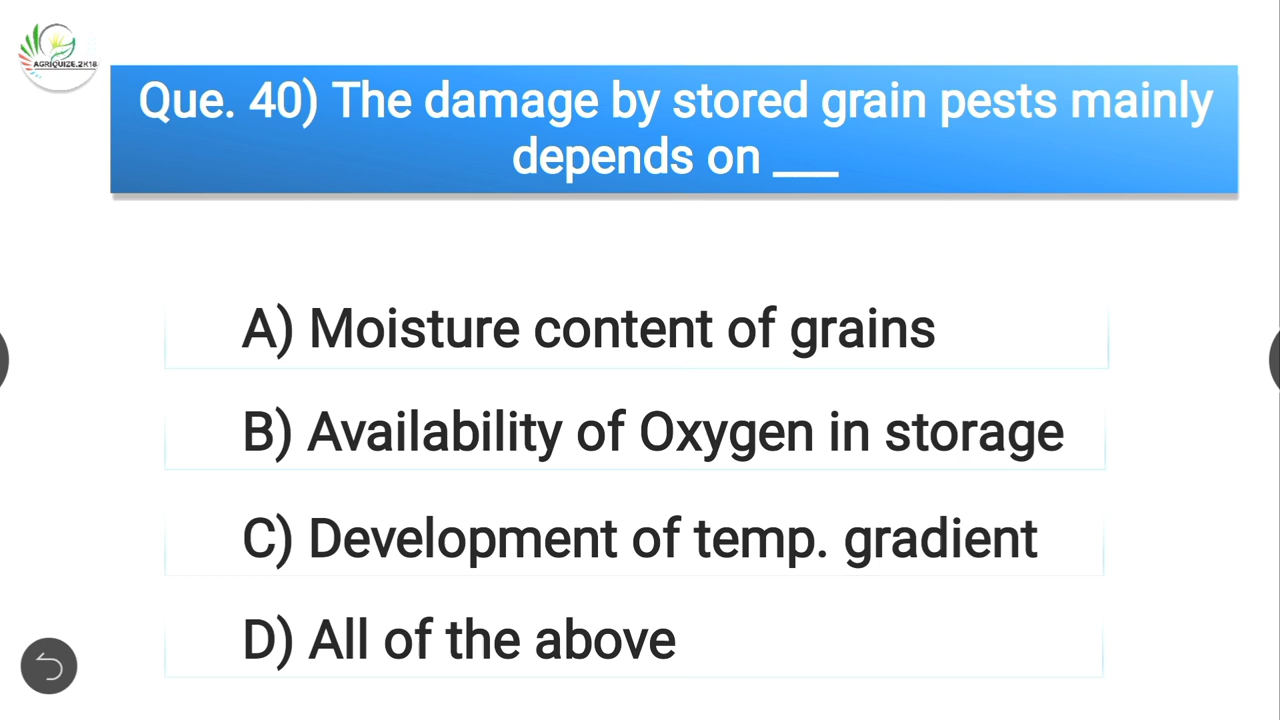 AGRIQUIZE.2K18
Que. 40) The damage by stored grain pests mainly
depends on ___
A) Moisture content of grains
B) Availability of Oxygen in storage
C) Development of temp. gradient
D) All of the above